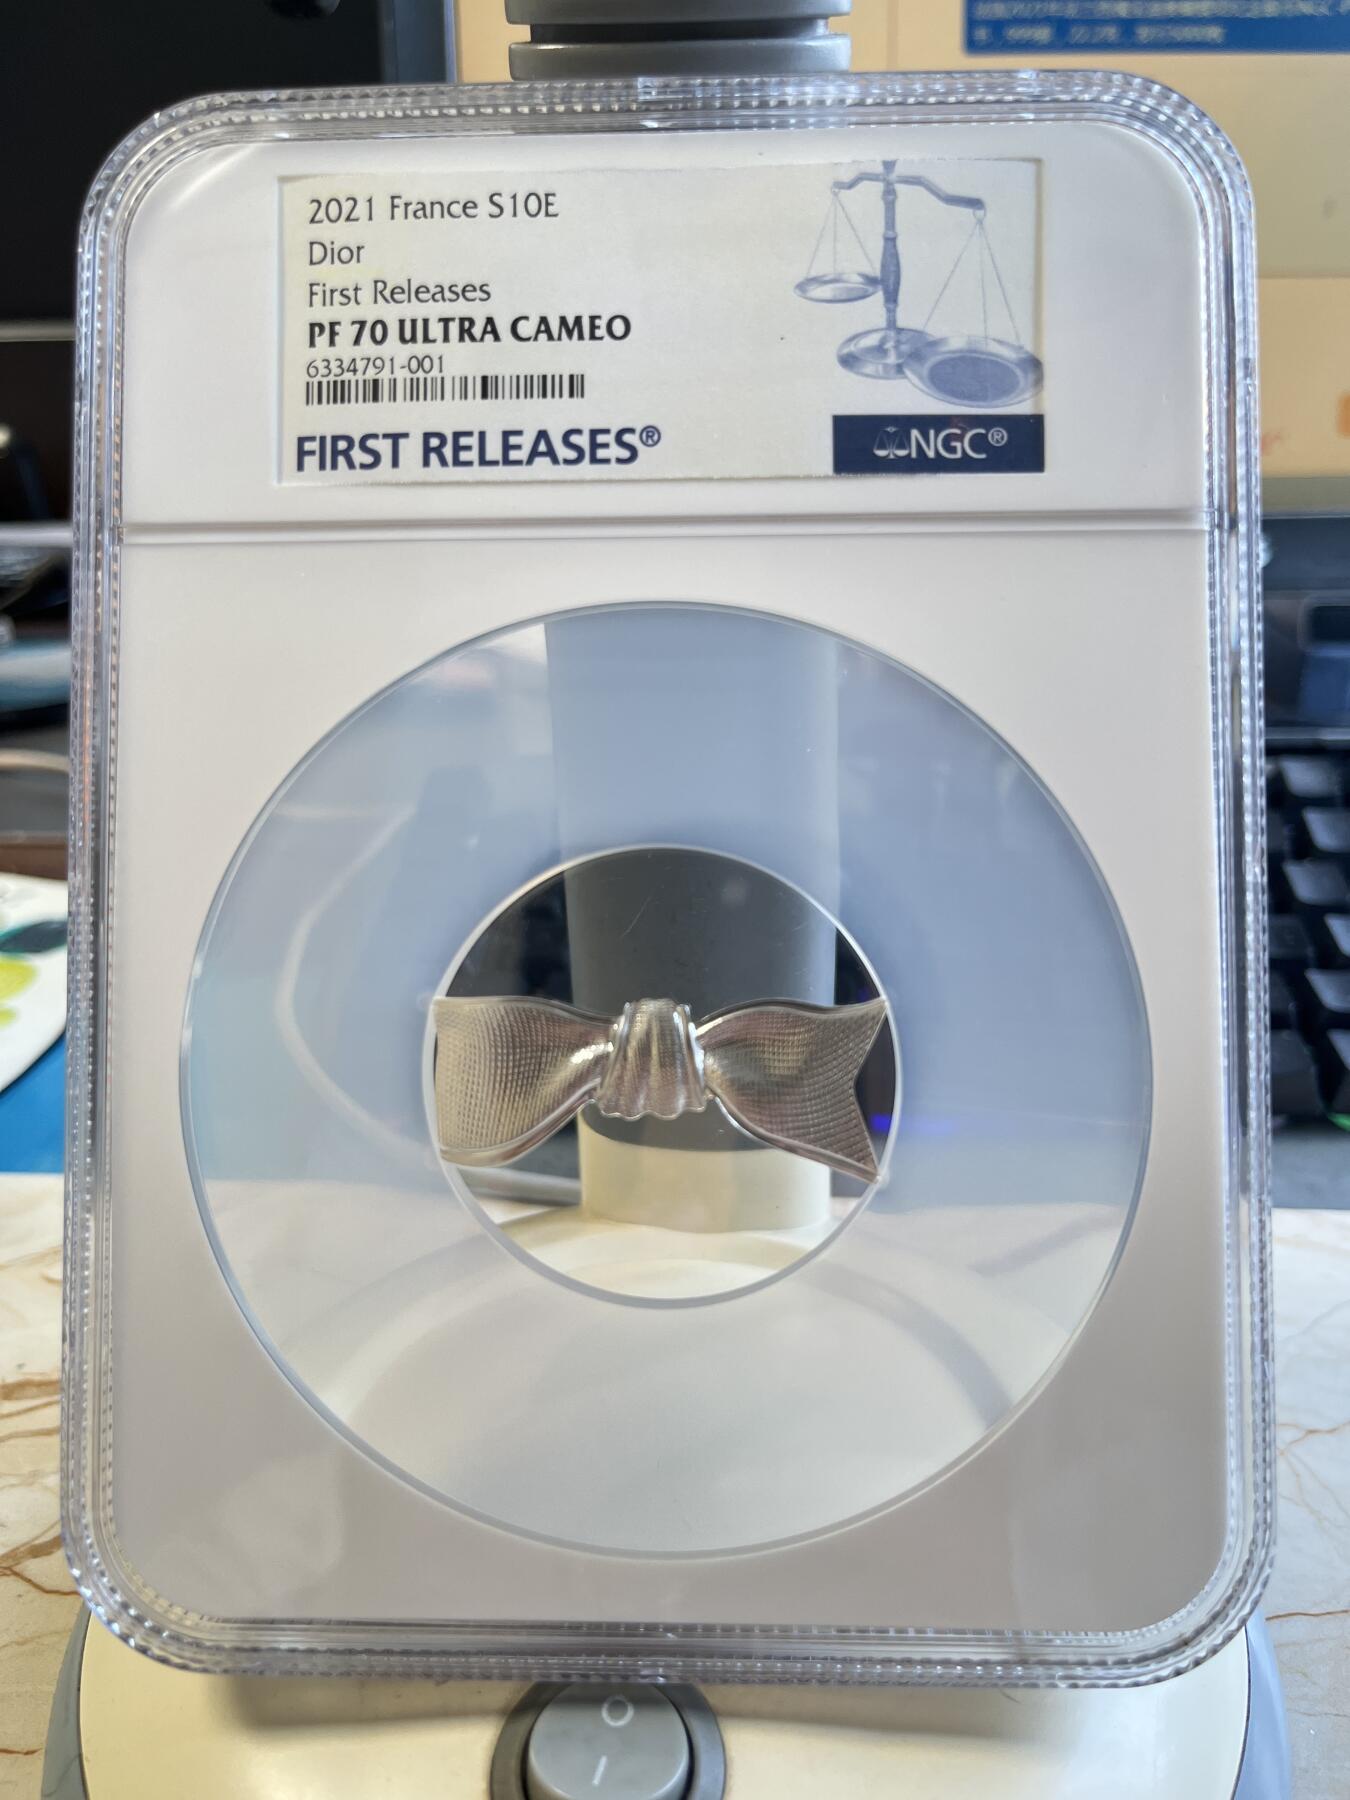 2021 France S10E
Dior
First Releases
PF 70 ULTRA CAMEO
6334791-001
FIRST RELEASES®
NGC®